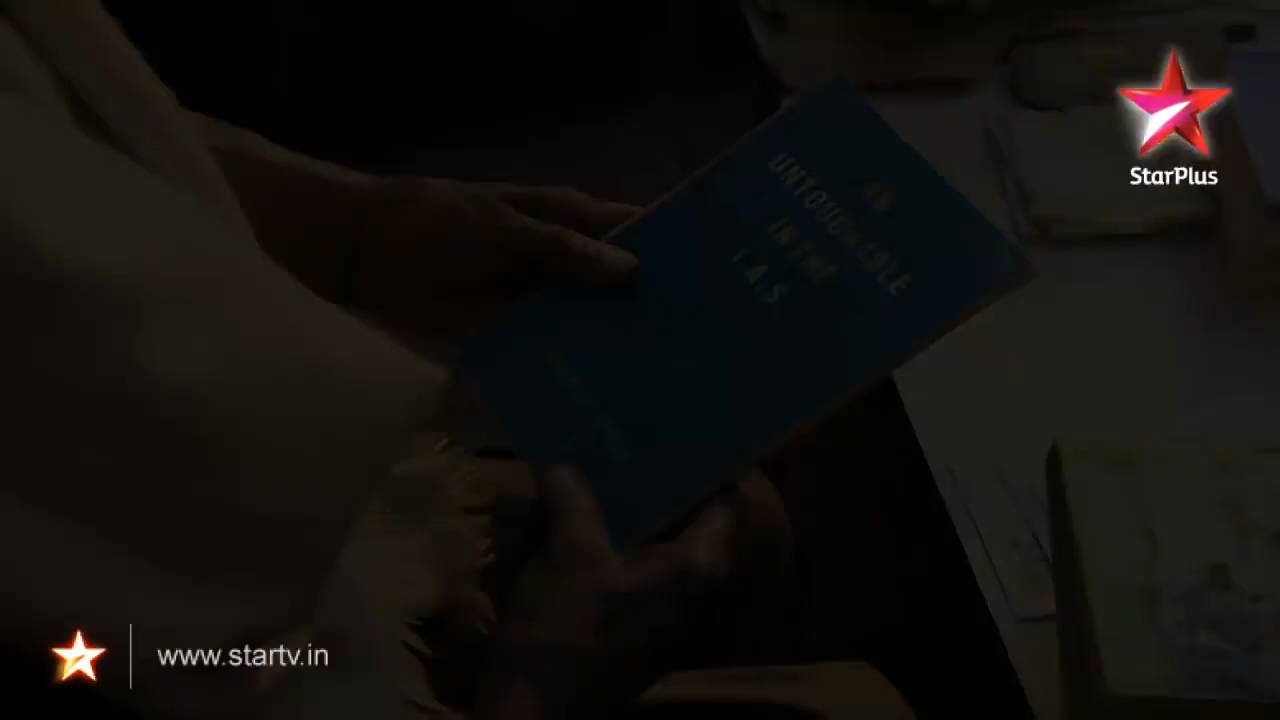 StarPlus
AN
UNTOUCHABLE
IN THE
I.A.S
www.startv.in